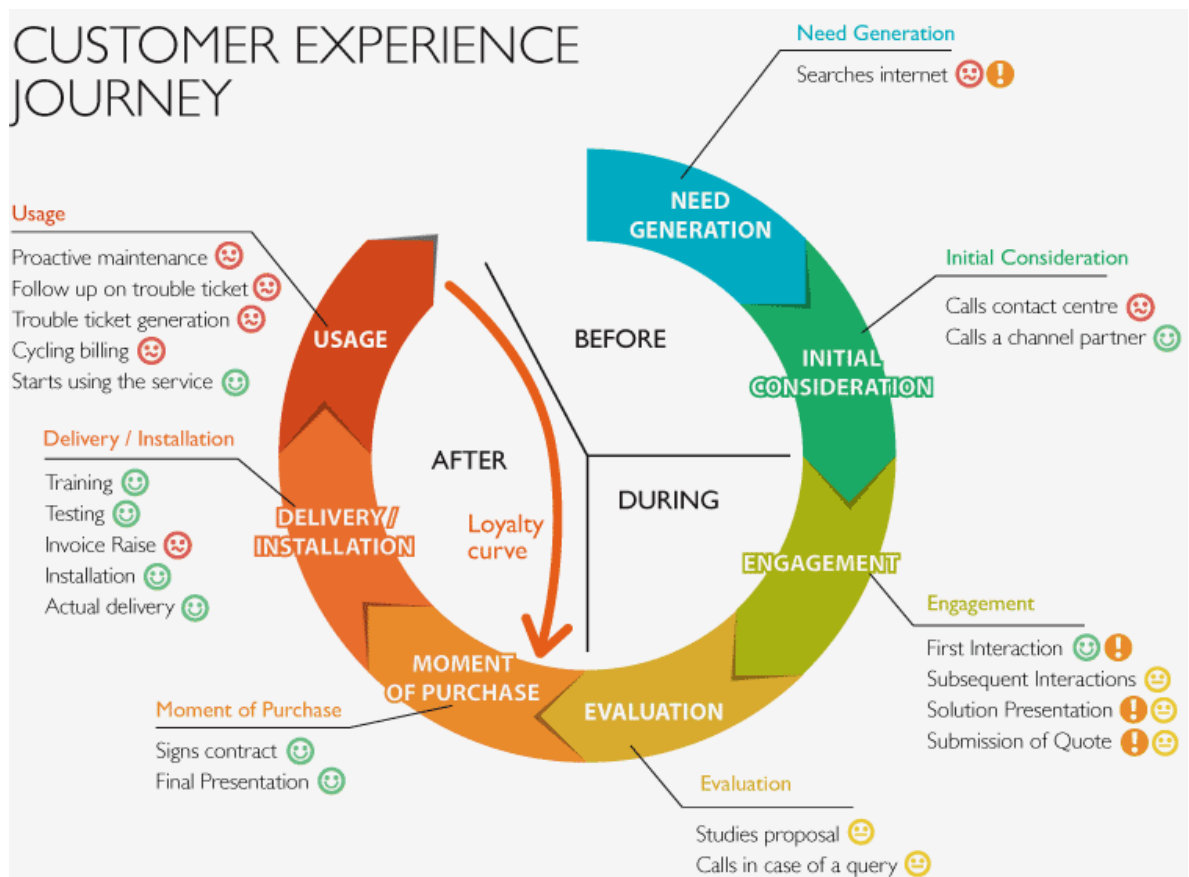 CUSTOMER EXPERIENCE
JOURNEY
Need Generation
Searches internet
NEED
GENERATION
Initial Consideration
Calls contact centre
Calls a channel partner
INITIAL
CONSIDERATION
BEFORE
DURING
AFTER
Loyalty
curve
ENGAGEMENT
Engagement
First Interaction
Subsequent Interactions
Solution Presentation
Submission of Quote
EVALUATION
Evaluation
Studies proposal
Calls in case of a query
MOMENT
OF PURCHASE
Moment of Purchase
Signs contract
Final Presentation
DELIVERY/
INSTALLATION
Delivery / Installation
Training
Testing
Invoice Raise
Installation
Actual delivery
USAGE
Usage
Proactive maintenance
Follow up on trouble ticket
Trouble ticket generation
Cycling billing
Starts using the service